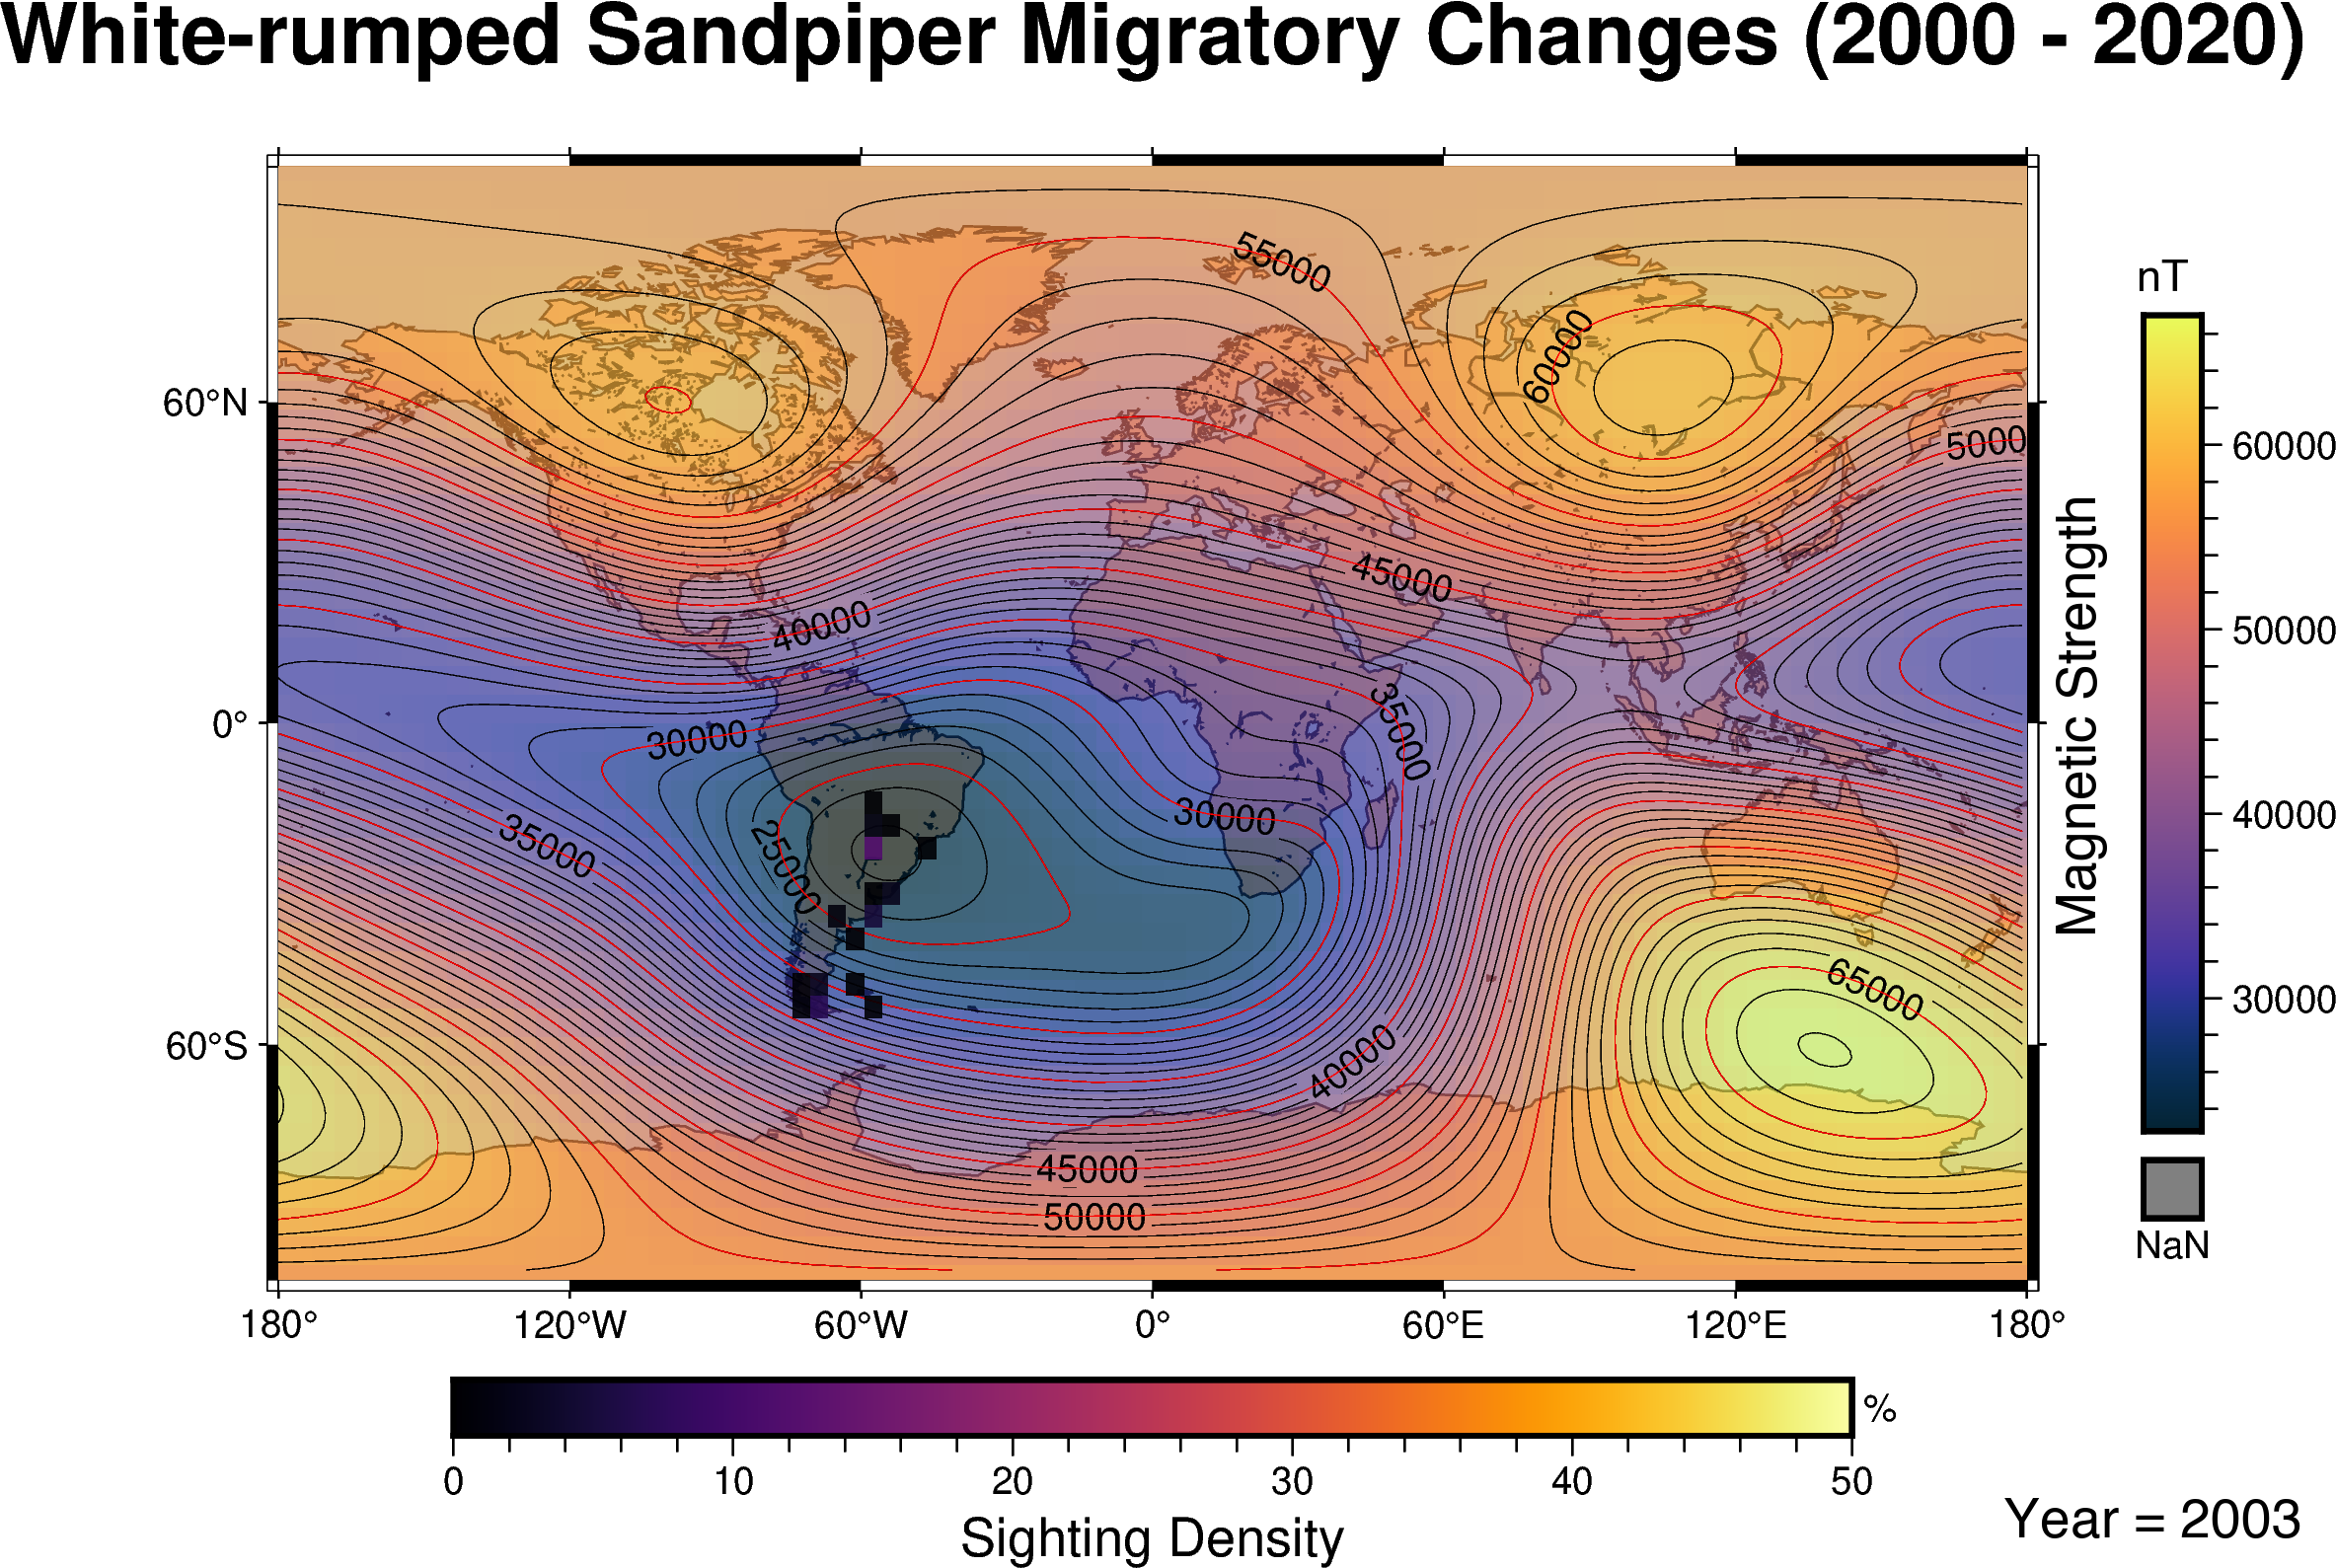 White-rumped Sandpiper Migratory Changes (2000 - 2020)
55000
nT
60000
60°N
5000
60000
45000
50000
40000
Magnetic Strength
35000
0°
30000
30000
40000
35000
25000
65000
30000
60°S
40000
45000
50000
NaN
180°
120°W
60°W
0°
60°E
120°E
180°
%
0
10
20
30
40
50
Sighting Density
Year = 2003